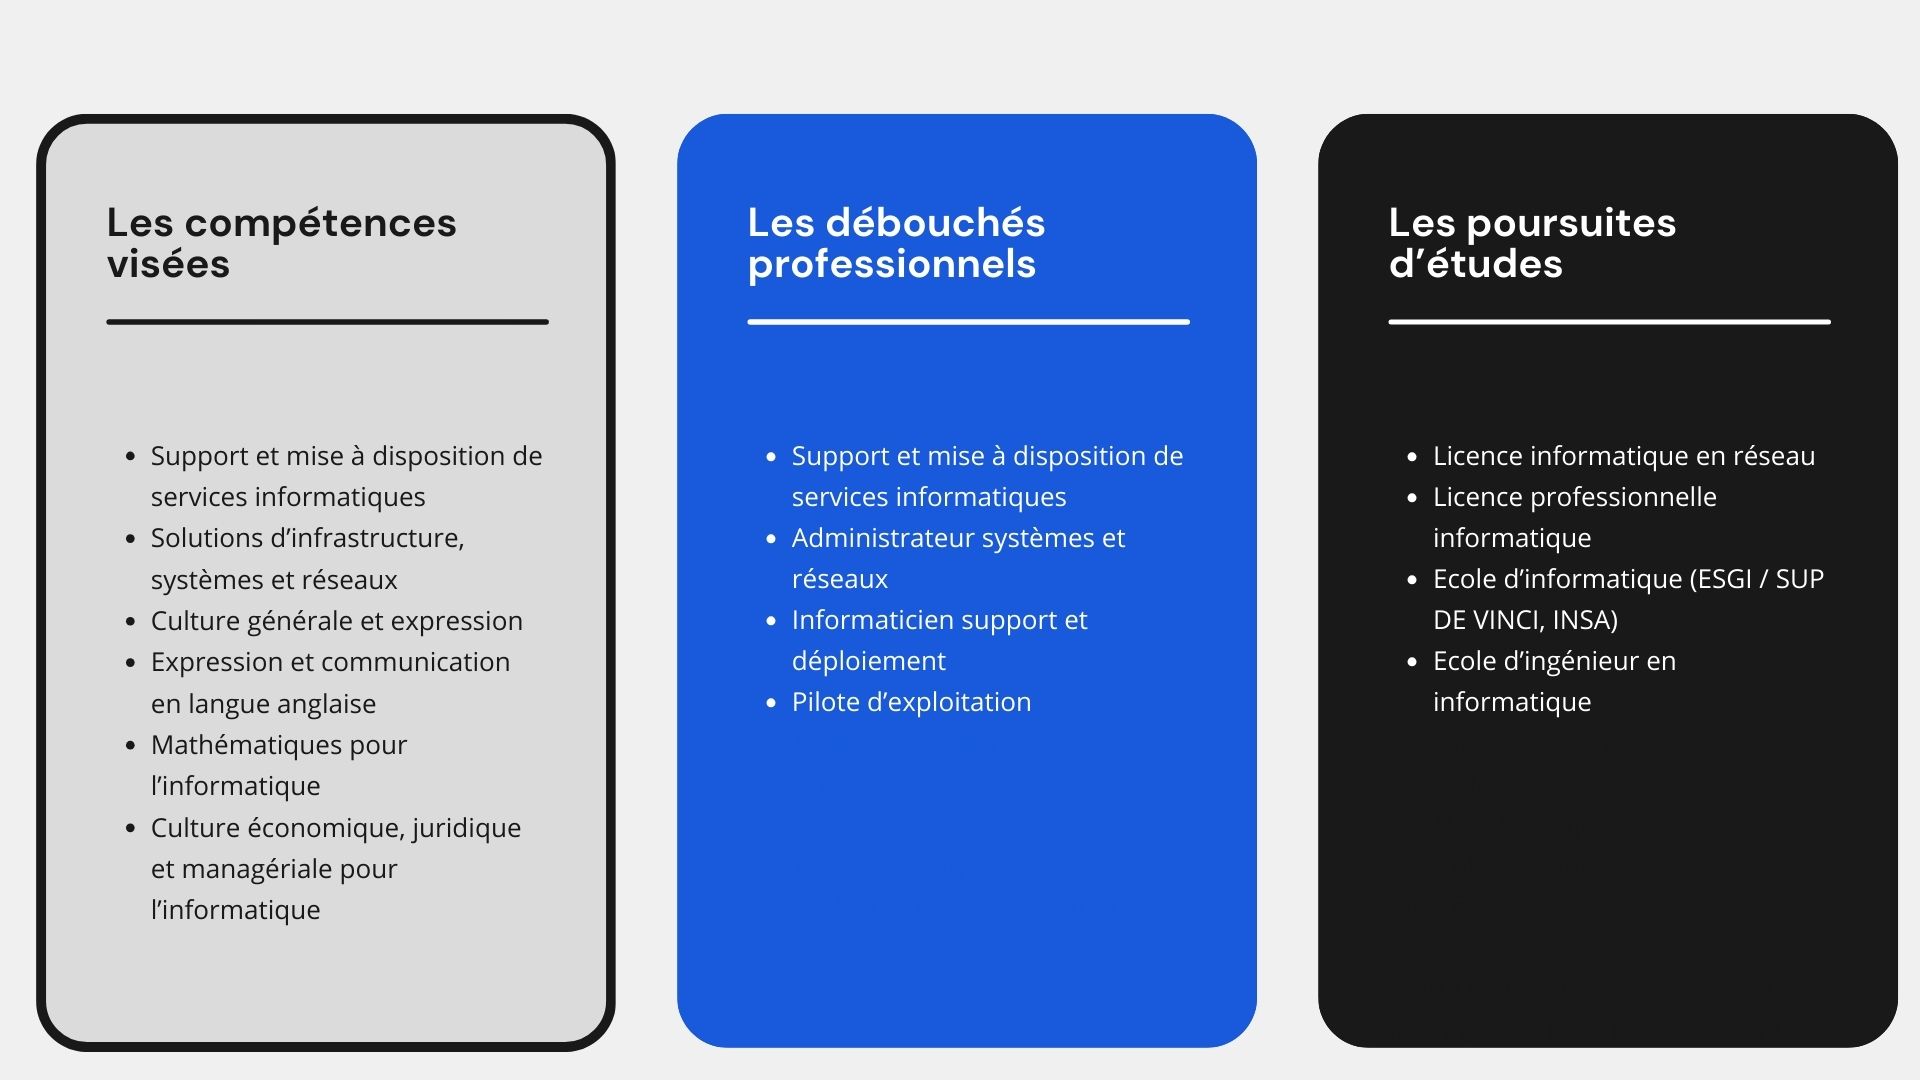 Les compétences
visées
Support et mise à disposition de
services informatiques
Solutions d’infrastructure,
systèmes et réseaux
Culture générale et expression
Expression et communication
en langue anglaise
Mathématiques pour
l’informatique
Culture économique, juridique
et managériale pour
l’informatique
Les débouchés
professionnels
Support et mise à disposition de
services informatiques
Administrateur systèmes et
réseaux
Informaticien support et
déploiement
Pilote d’exploitation
Les poursuites
d’études
Licence informatique en réseau
Licence professionnelle
informatique
Ecole d’informatique (ESGI / SUP
DE VINCI, INSA)
Ecole d’ingénieur en
informatique